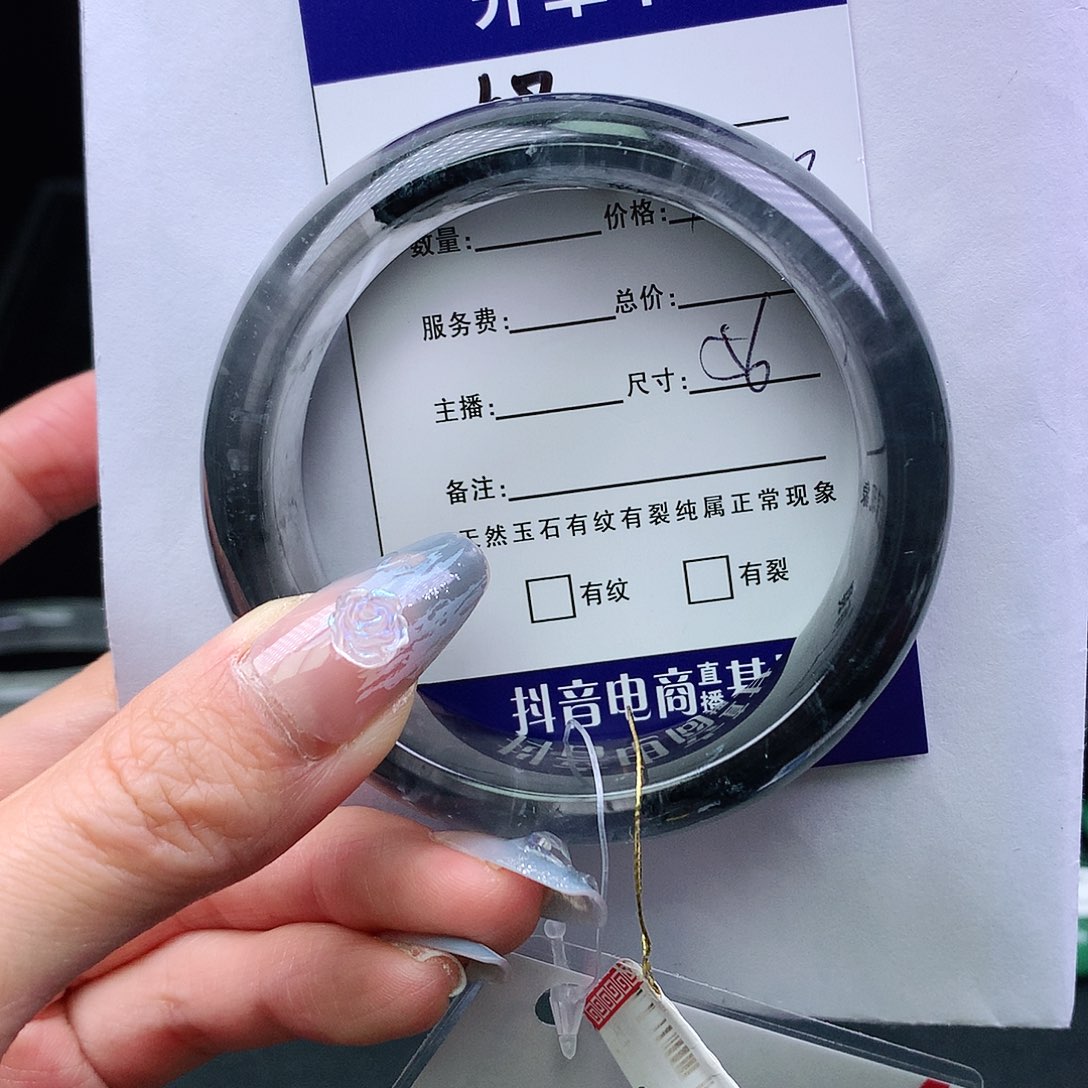 数量: 价格:
服务费: 总价:
主播: 尺寸:
备注:
天然玉石有纹有裂纯属正常现象
有纹 有裂
抖音电商直播基